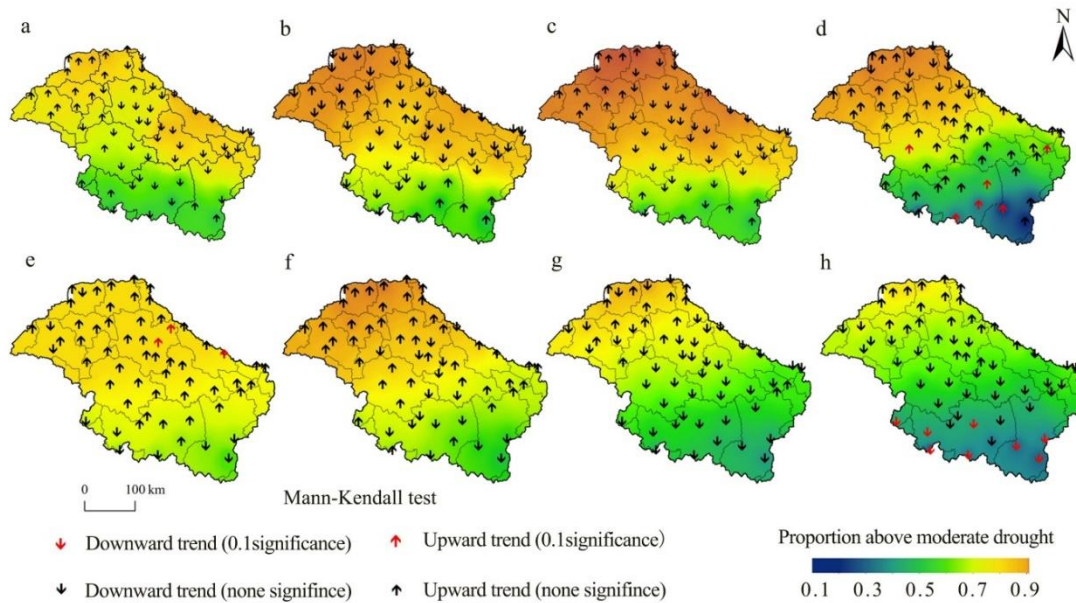 a b c d N
e f g h
0 100 km
Mann-Kendall test
Downward trend (0.1significance) Upward trend (0.1significance)
Proportion above moderate drought
Downward trend (none signifince) Upward trend (none signifince)
0.1 0.3 0.5 0.7 0.9